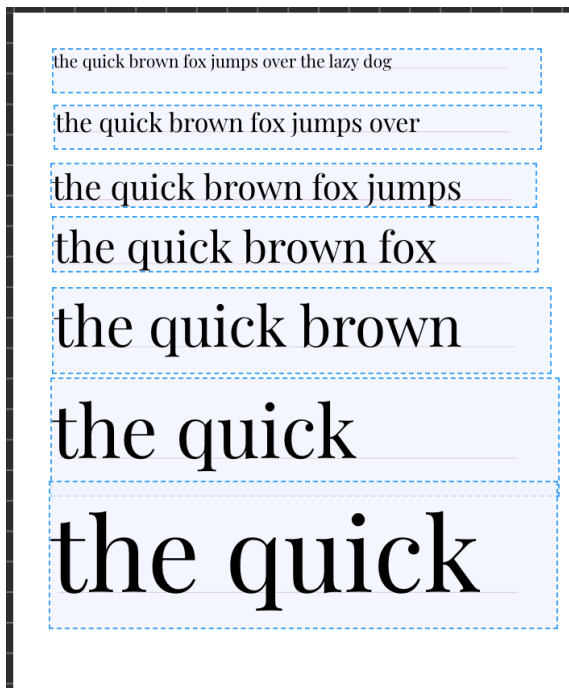 the quick brown fox jumps over the lazy dog
the quick brown fox jumps over
the quick brown fox jumps
the quick brown fox
the quick brown
the quick
the quick